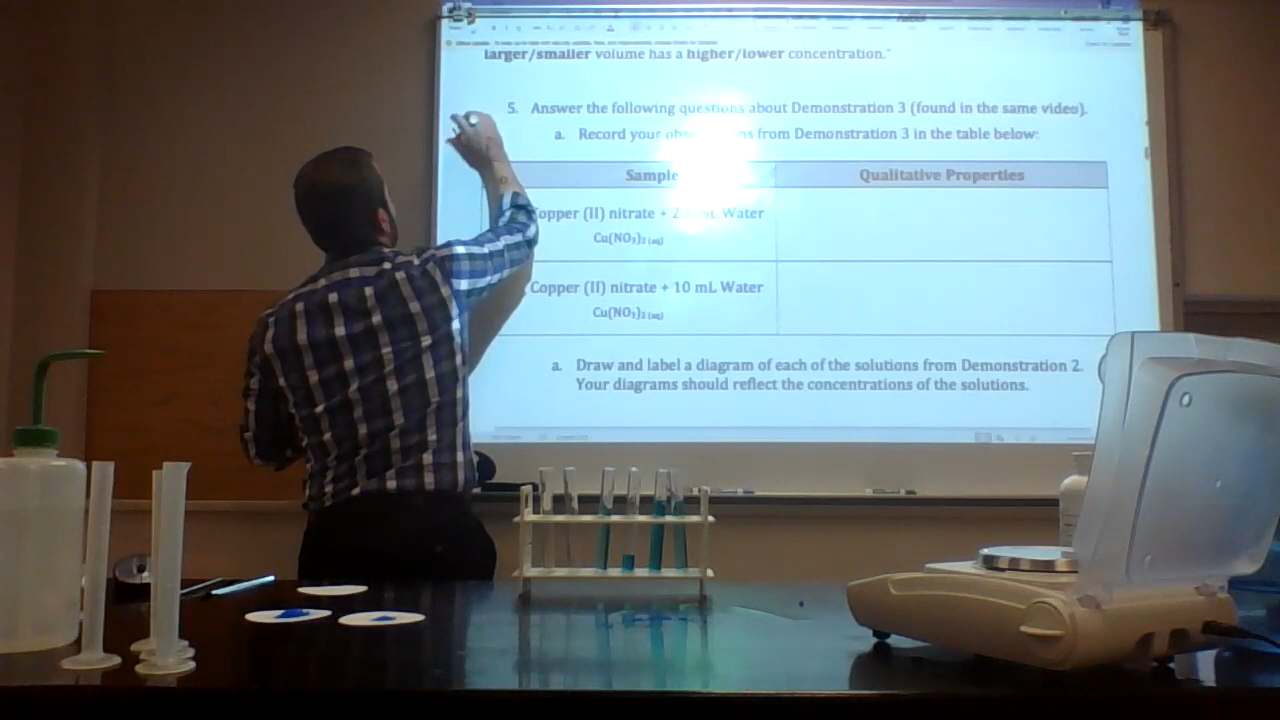 larger/smaller volume has a higher/lower concentration."
5. Answer the following questions about Demonstration 3 (found in the same video).
a. Record your from Demonstration 3 in the table below:
Sample Qualitative Properties
Copper (II) nitrate + Water
Cu(NO3)2 (aq)
Copper (II) nitrate + 10 mL Water
Cu(NO3)2 (aq)
a. Draw and label a diagram of each of the solutions from Demonstration 2.
Your diagrams should reflect the concentrations of the solutions.